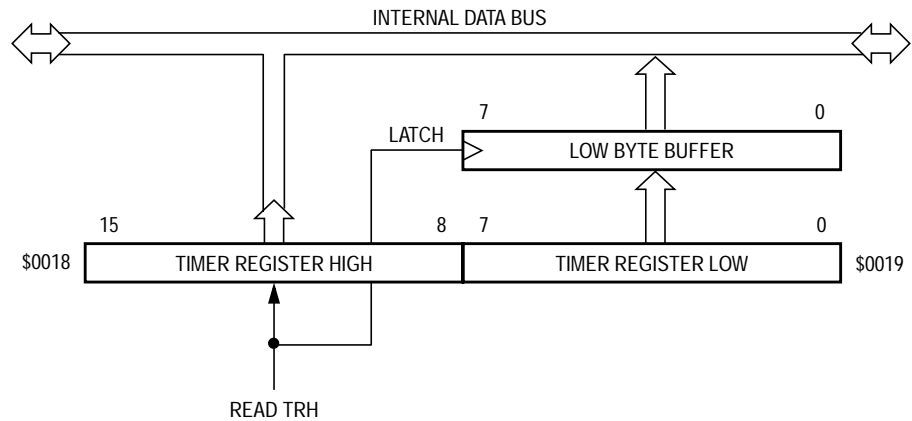 INTERNAL DATA BUS
7 0
LATCH
LOW BYTE BUFFER
15 8 7 0
$0018 TIMER REGISTER HIGH TIMER REGISTER LOW $0019
READ TRH